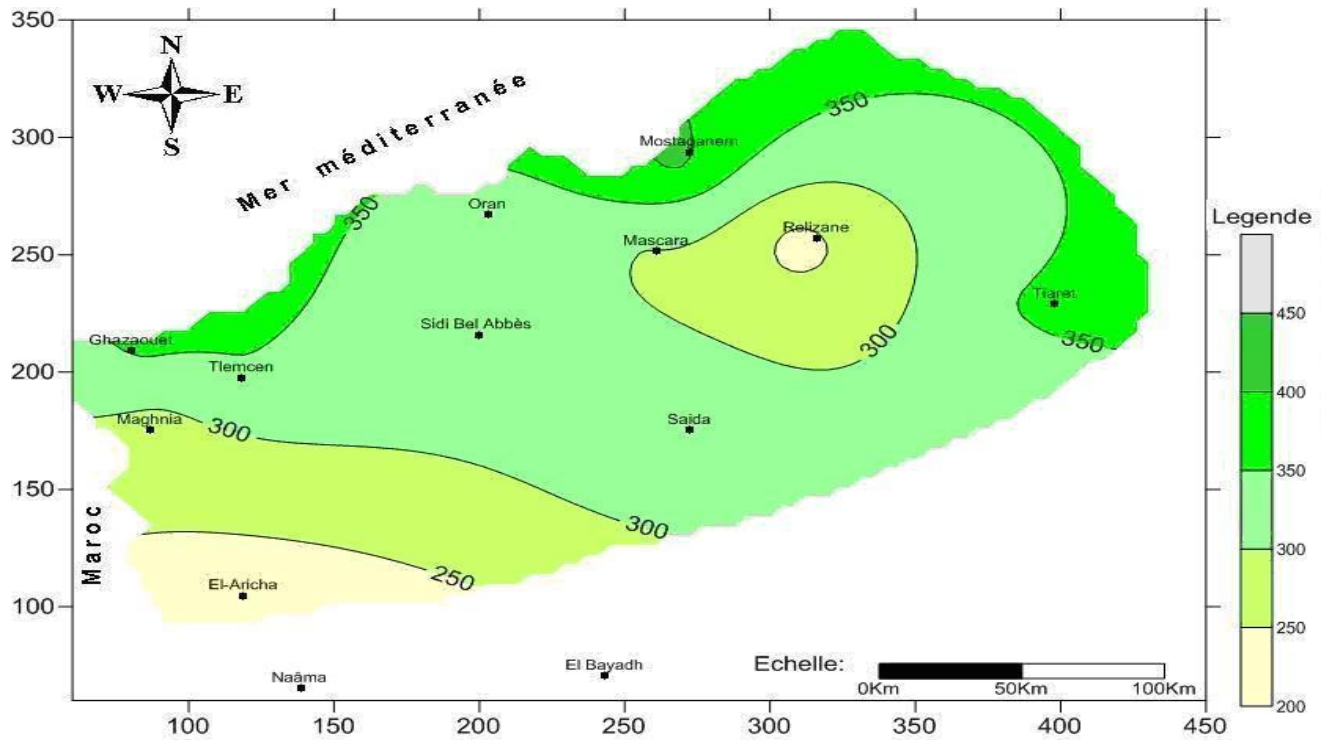 350
300
250
200
150
100
N
W E
S
Mer méditerranée
350
Mostaganem
350
Oran
Mascara
Relizane
Legende
Sidi Bel Abbès
Tiaret
Ghazaouet
300
350
Tlemcen
Maghnia
300
Saida
300
Maroc
250
El-Aricha
El Bayadh
Naâma
Echelle:
0Km 50Km 100Km
450
400
350
300
250
200
100 150 200 250 300 350 400 450